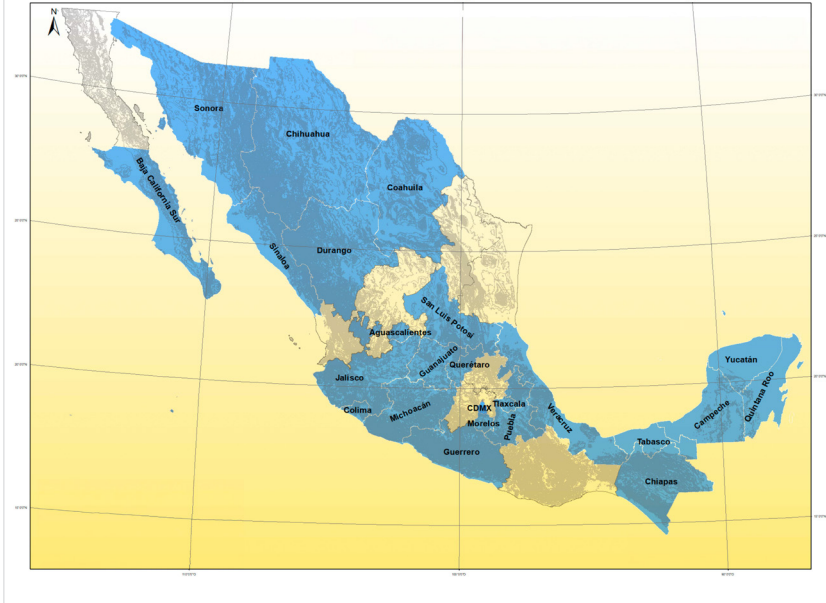 N
Sonora
Chihuahua
Coahuila
Baja California Sur
Sinaloa
Durango
San Luis Potosí
Aguascalientes
Guanajuato
Querétaro
Jalisco
Colima
Michoacán
CDMX
Tlaxcala
Morelos
Puebla
Veracruz
Guerrero
Yucatán
Campeche
Quintana Roo
Tabasco
Chiapas